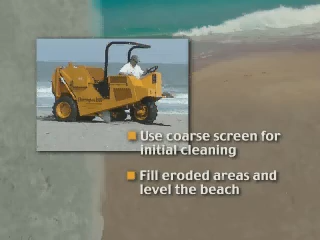 Use coarse screen for
initial cleaning
Fill eroded areas and
level the beach